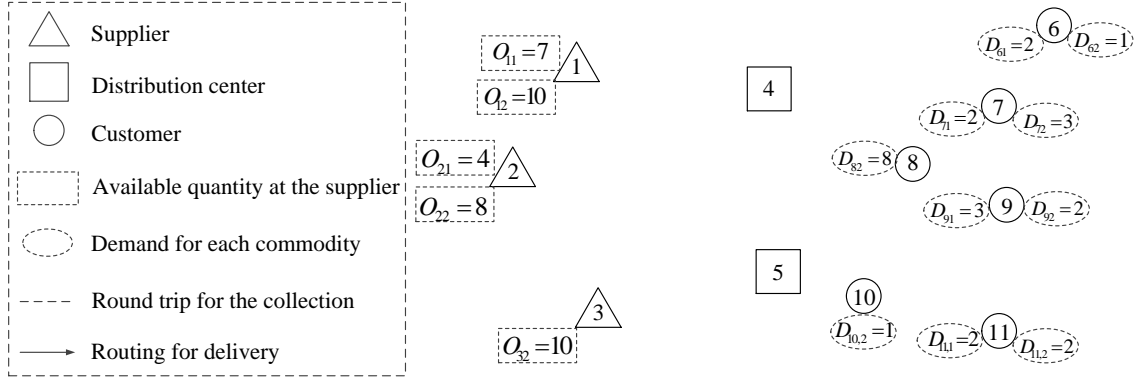 Supplier
Distribution center
Customer
Available quantity at the supplier
Demand for each commodity
Round trip for the collection
Routing for delivery
O₁₁ = 7
1
O₁₂ = 10
O₂₁ = 4
2
O₂₂ = 8
3
O₃₂ = 10
4
5
6
D₆₁ = 2
D₆₂ = 1
7
D₇₁ = 2
D₇₂ = 3
D₈₂ = 8
8
9
D₉₁ = 3
D₉₂ = 2
10
D₁₀,₂ = 1
11
D₁₁,₁ = 2
D₁₁,₂ = 2